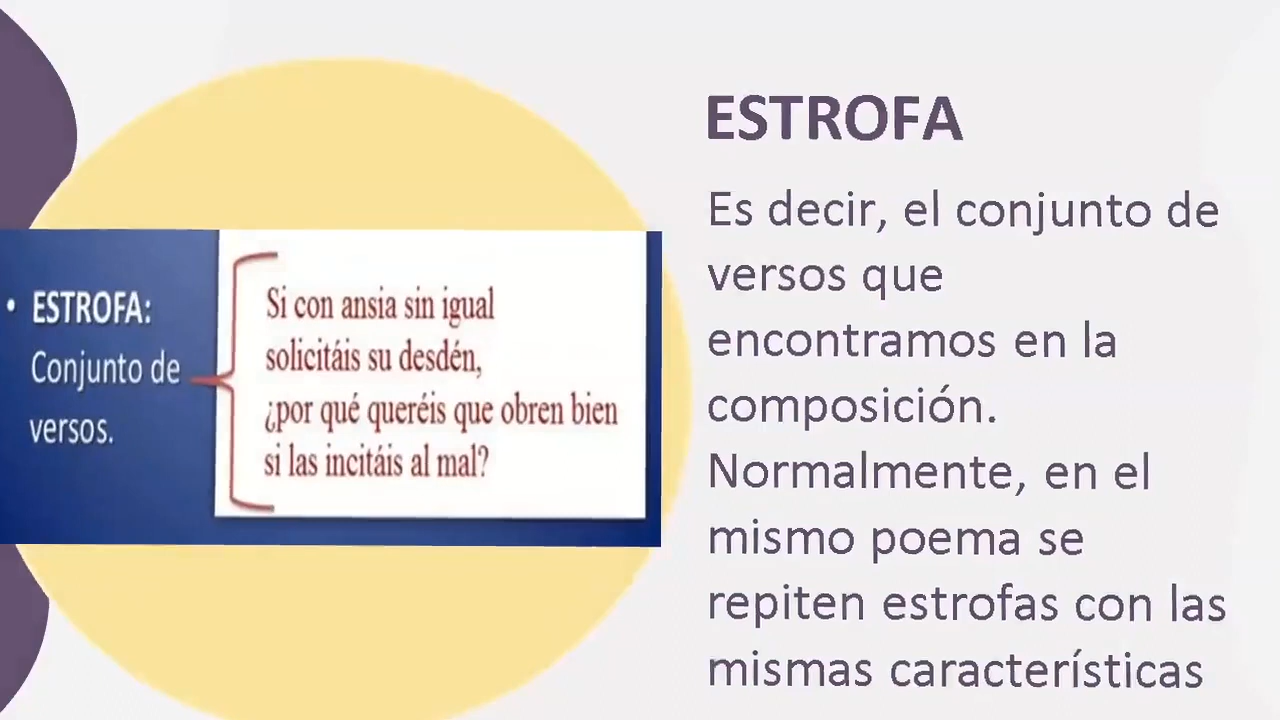 • ESTROFA:
Conjunto de
versos.
Si con ansia sin igual
solicitáis su desdén,
¿por qué queréis que obren bien
si las incitáis al mal?
ESTROFA
Es decir, el conjunto de
versos que
encontramos en la
composición.
Normalmente, en el
mismo poema se
repiten estrofas con las
mismas características